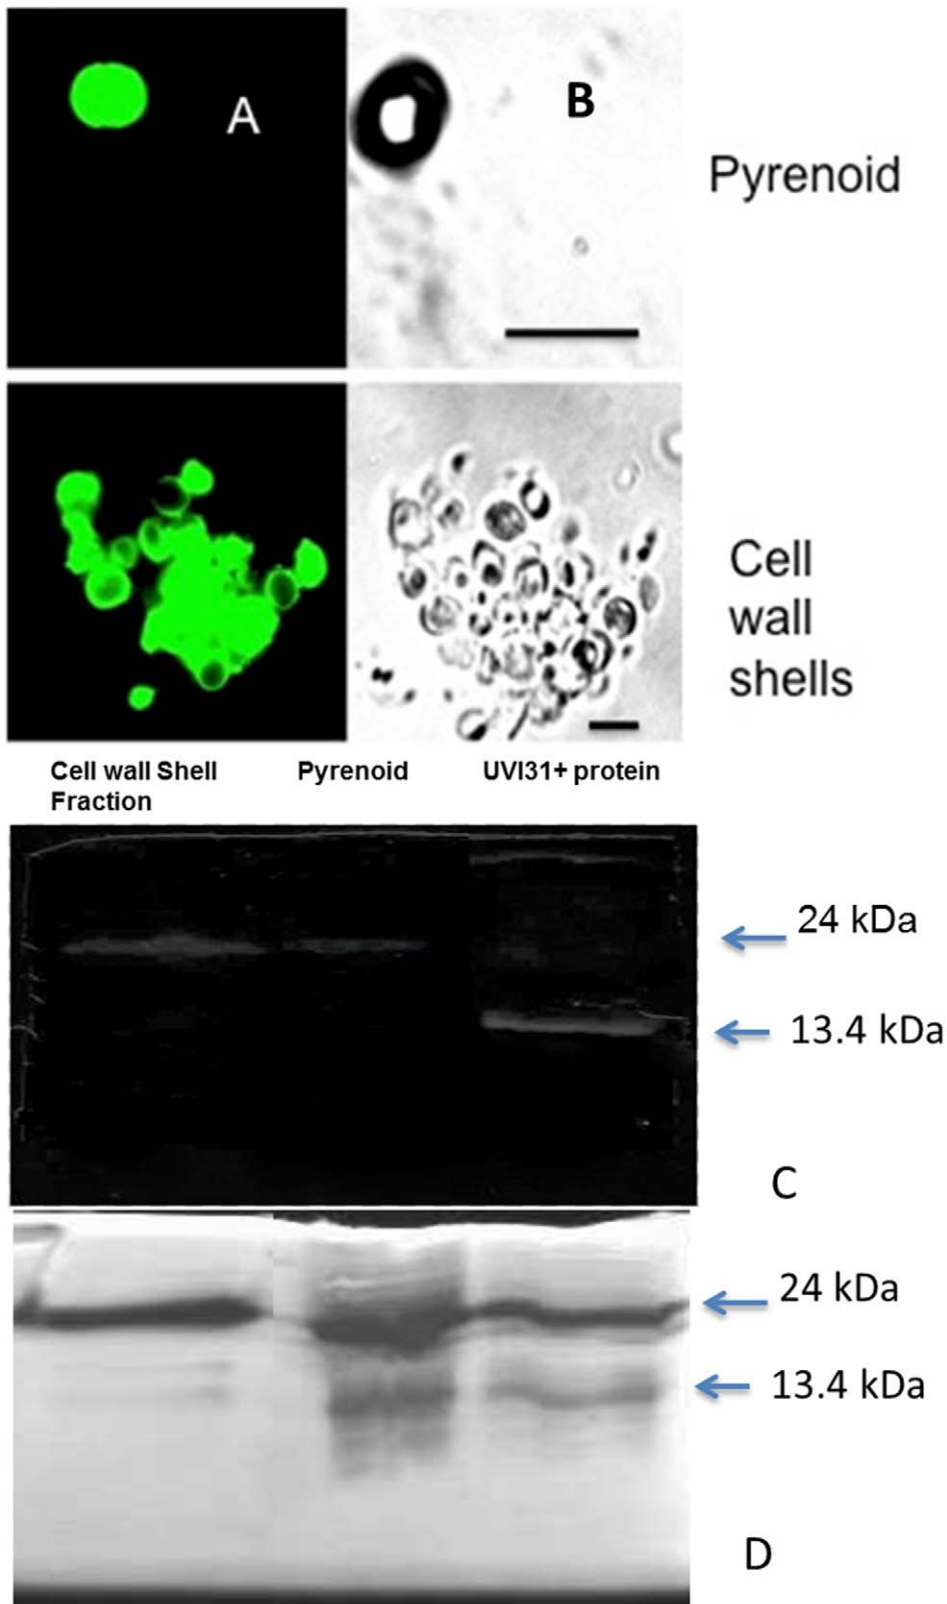 A
B
Pyrenoid
Cell
wall
shells
Cell wall Shell
Fraction
Pyrenoid
UVI31+ protein
24 kDa
13.4 kDa
C
24 kDa
13.4 kDa
D